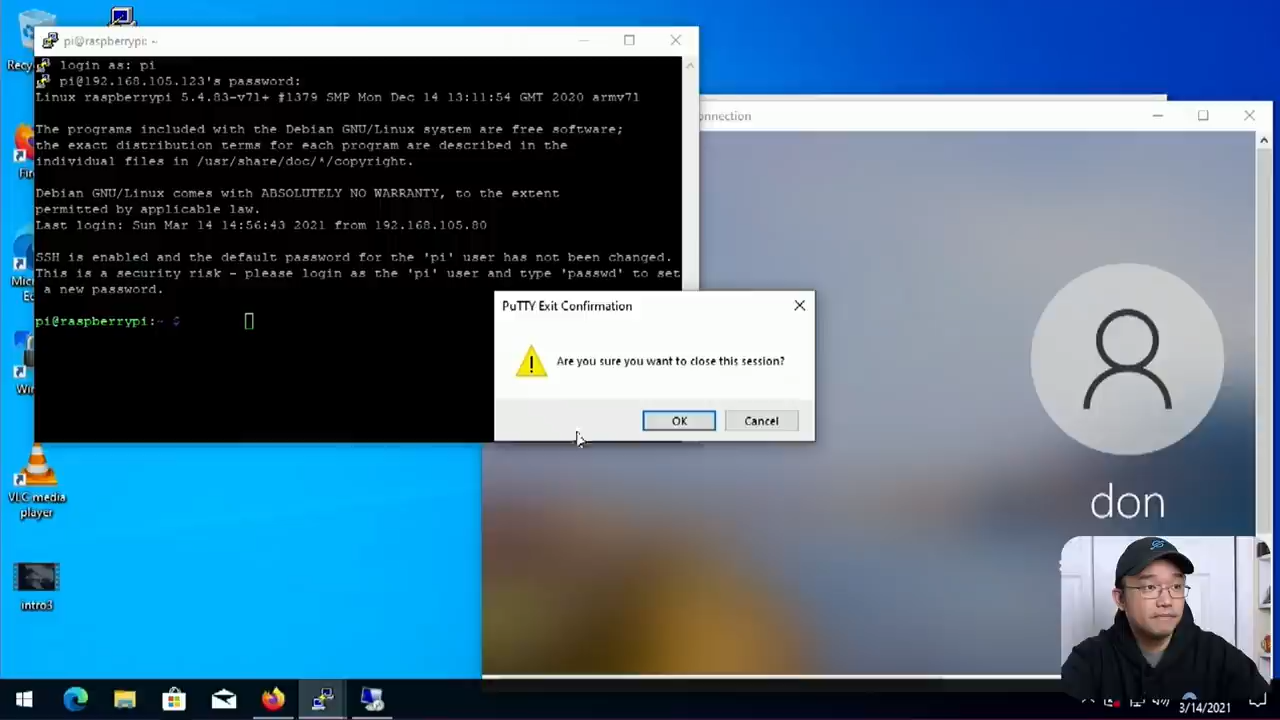 pi@raspberrypi: ~
login as: pi
pi@192.168.105.123's password:
Linux raspberrypi 5.4.83-v7l+ #1379 SMP Mon Dec 14 13:11:54 GMT 2020 armv7l
The programs included with the Debian GNU/Linux system are free software;
the exact distribution terms for each program are described in the
individual files in /usr/share/doc/*/copyright.
Debian GNU/Linux comes with ABSOLUTELY NO WARRANTY, to the extent
permitted by applicable law.
Last login: Sun Mar 14 14:56:43 2021 from 192.168.105.80
SSH is enabled and the default password for the 'pi' user has not been changed.
This is a security risk - please login as the 'pi' user and type 'passwd' to set
a new password.
pi@raspberrypi:~ $
PuTTY Exit Confirmation
Are you sure you want to close this session?
OK
Cancel
don
VLC media
player
intro3
3/14/2021